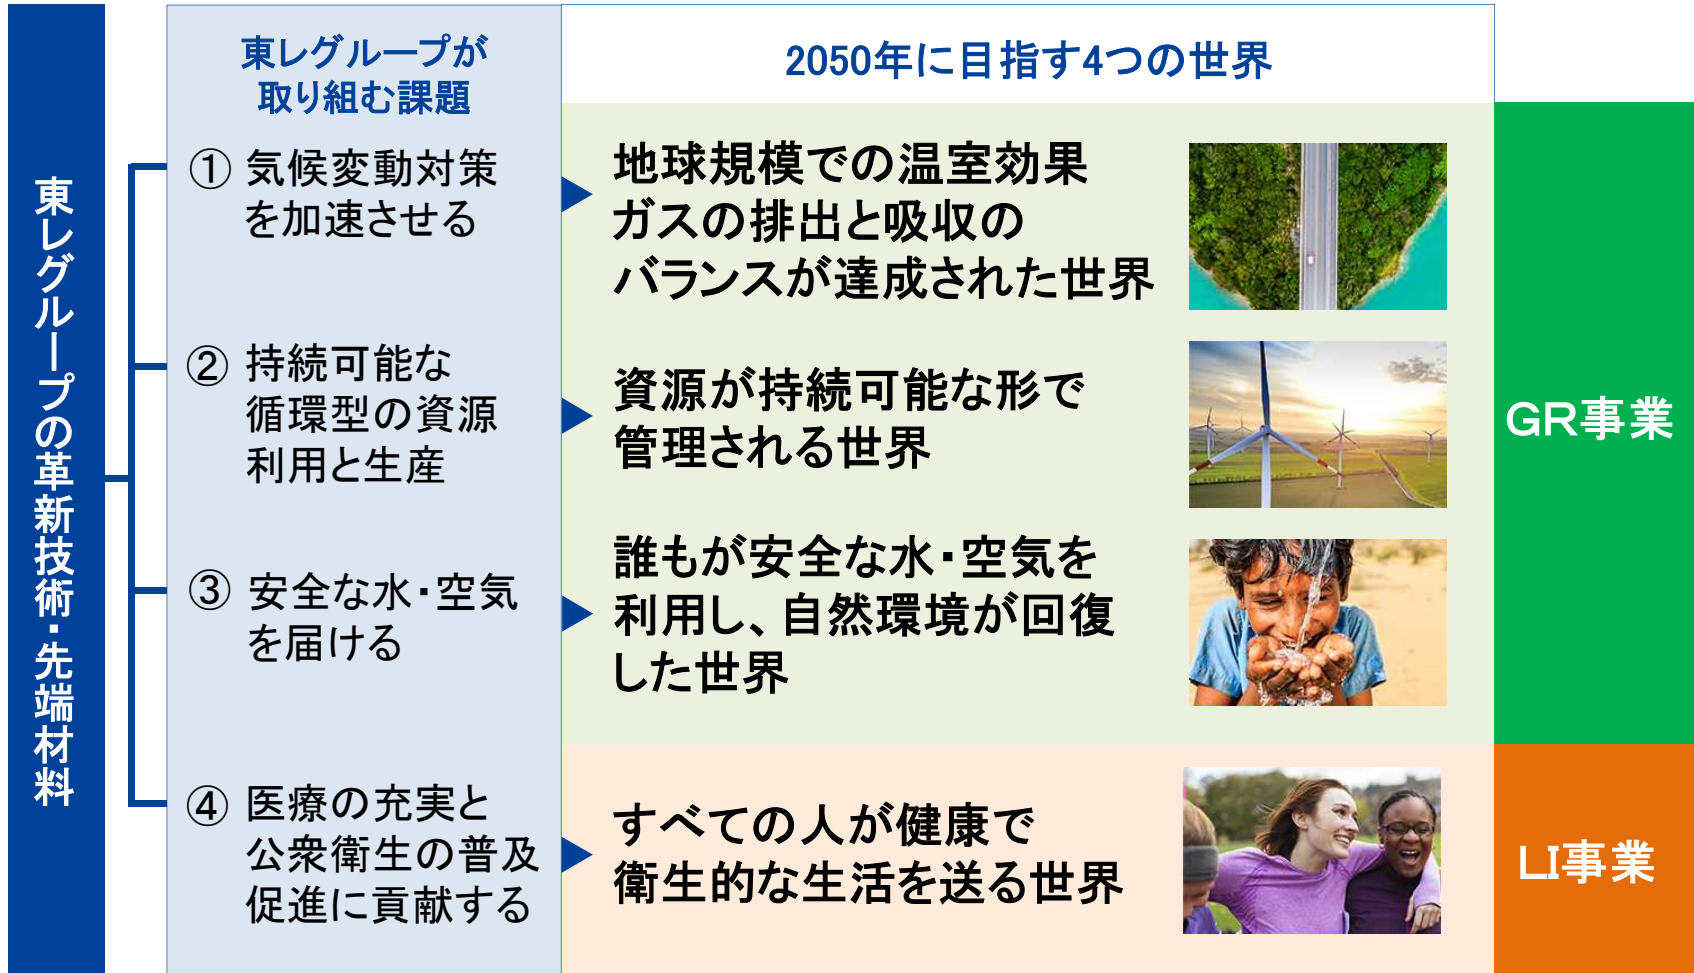 東レグループの革新技術・先端材料
東レグループが
取り組む課題
2050年に目指す4つの世界
① 気候変動対策
を加速させる
地球規模での温室効果
ガスの排出と吸収の
バランスが達成された世界
② 持続可能な
循環型の資源
利用と生産
資源が持続可能な形で
管理される世界
③ 安全な水・空気
を届ける
誰もが安全な水・空気を
利用し、自然環境が回復
した世界
GR事業
④ 医療の充実と
公衆衛生の普及
促進に貢献する
すべての人が健康で
衛生的な生活を送る世界
LI事業